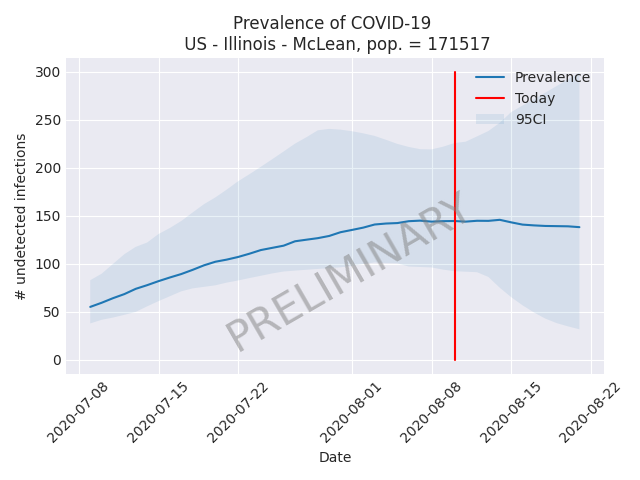 Prevalence of COVID-19
US - Illinois - McLean, pop. = 171517
Prevalence
Today
95CI
# undetected infections
300
250
200
150
100
50
0
PRELIMINARY
2020-07-08
2020-07-15
2020-07-22
2020-08-01
2020-08-08
2020-08-15
2020-08-22
Date